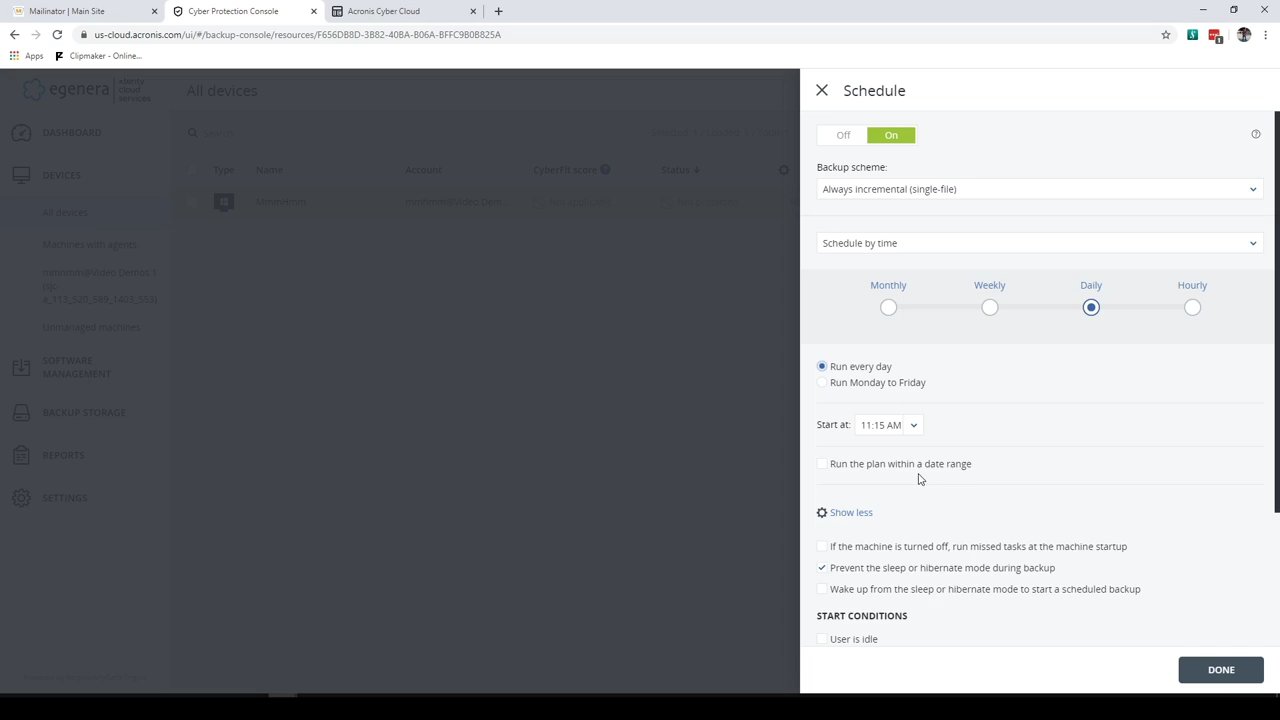 Mailinator | Main Site
Cyber Protection Console
Acronis Cyber Cloud
us-cloud.acronis.com/ui/#/backup-console/resources/F656DB8D-3B82-40BA-B06A-BFFC9B0B825A
1
Apps
Clipmaker - Online...
egenera
xterity
cloud
services
All devices
Schedule
DASHBOARD
Search
Off
On
Backup scheme:
DEVICES
Type
Name
Account
CyberFit score
Status
Always incremental (single-file)
All devices
Schedule by time
Machines with agents
Monthly
Weekly
Daily
Hourly
Unmanaged machines
SOFTWARE
MANAGEMENT
Run every day
Run Monday to Friday
BACKUP STORAGE
Start at:
11:15 AM
REPORTS
Run the plan within a date range
SETTINGS
Show less
If the machine is turned off, run missed tasks at the machine startup
Prevent the sleep or hibernate mode during backup
Wake up from the sleep or hibernate mode to start a scheduled backup
START CONDITIONS
User is idle
DONE